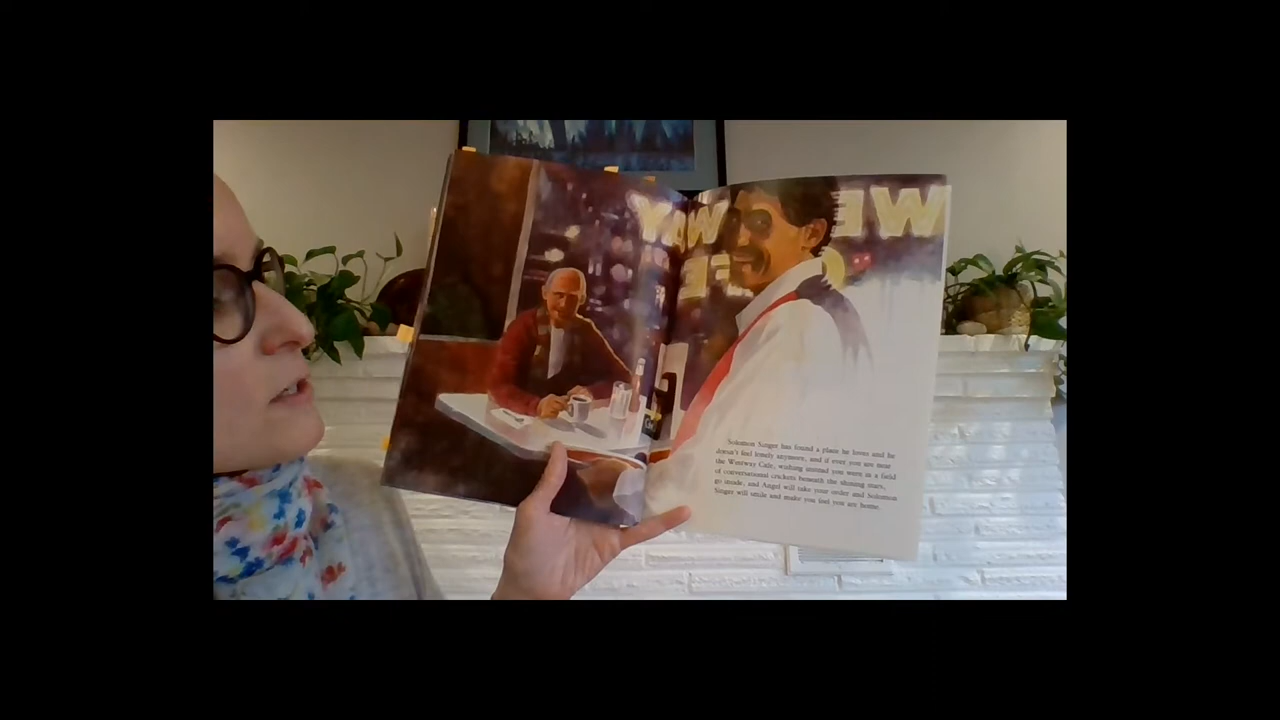 WESTWAY
CAFE
Solomon Singer has found a place he loves and he
doesn't feel lonely anymore, and if ever you are near
the Westway Cafe, wishing instead you were in a field
of conversational crickets beneath the shining stars,
go inside, and Angel will take your order and Solomon
Singer will smile and make you feel you are home.